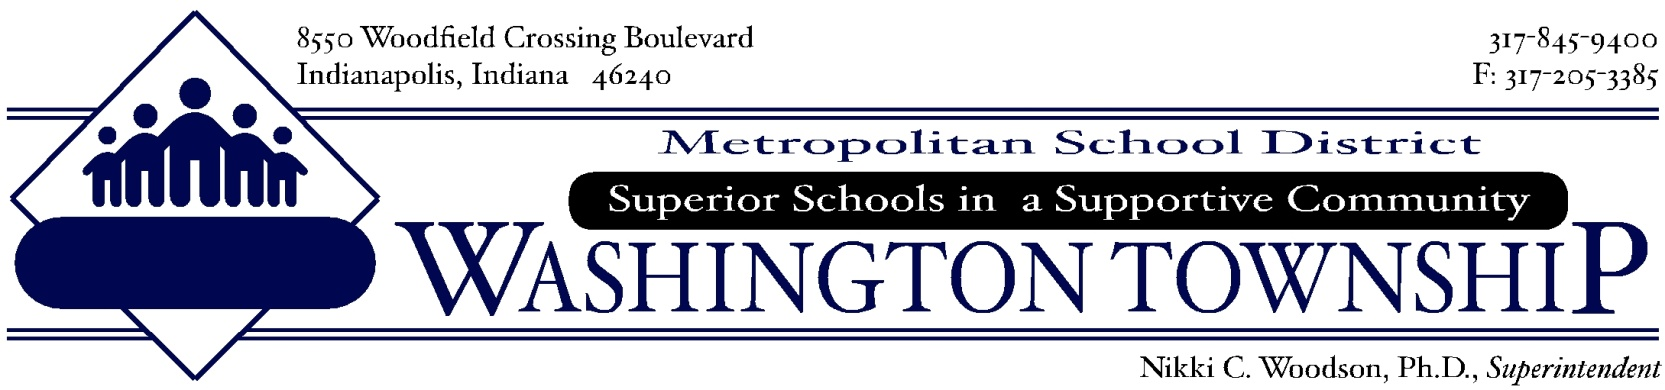 8550 Woodfield Crossing Boulevard
317-845-9400
Indianapolis, Indiana 46240
F: 317-205-3385
Metropolitan School District
Superior Schools in a Supportive Community
WASHINGTON TOWNSHIP
Nikki C. Woodson, Ph.D., Superintendent